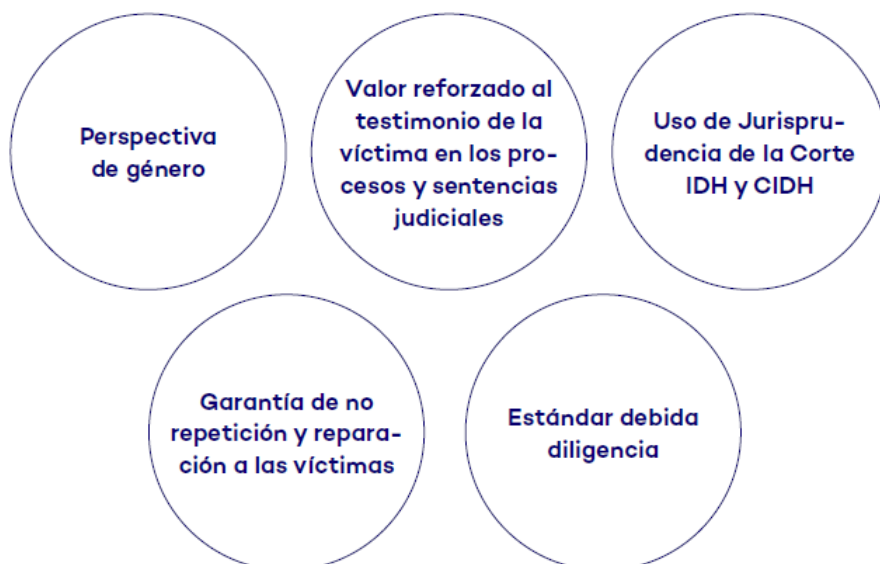 Perspectiva
de género
Valor reforzado al
testimonio de la
víctima en los pro-
cesos y sentencias
judiciales
Uso de Jurispru-
dencia de la Corte
IDH y CIDH
Garantía de no
repetición y repara-
ción a las víctimas
Estándar debida
diligencia